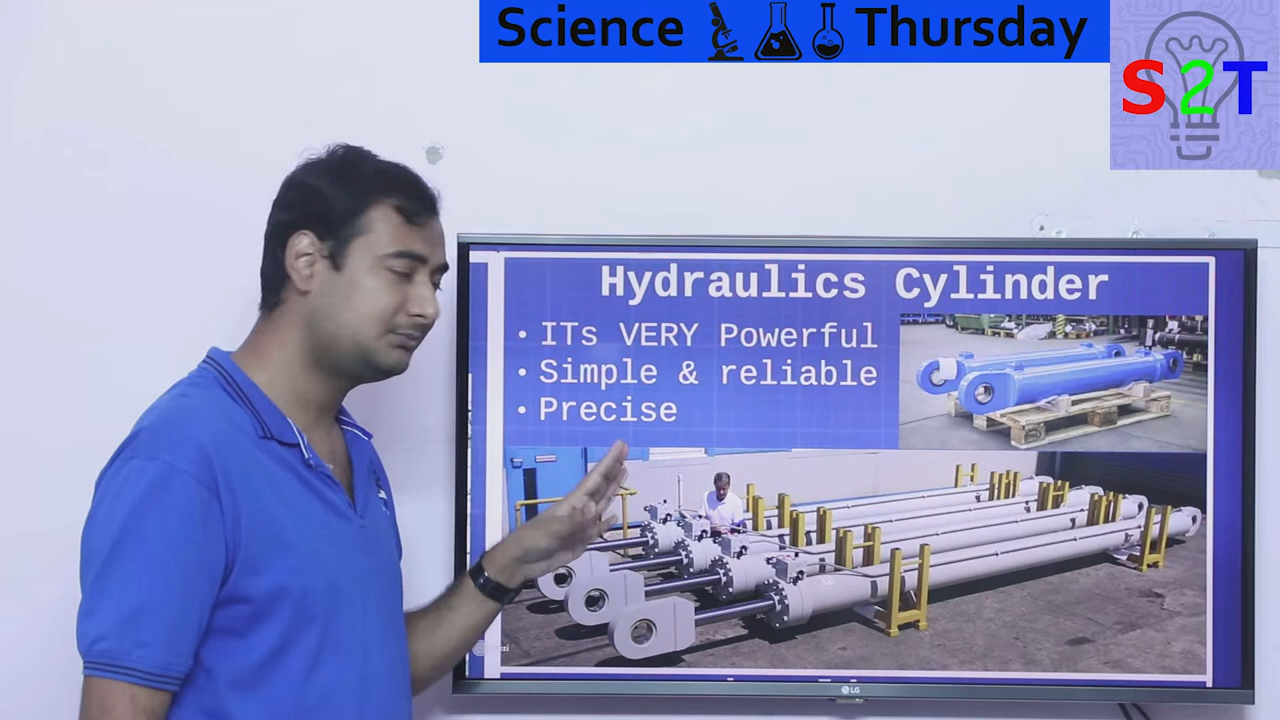 Science Thursday
S2T
Hydraulics Cylinder
• ITs VERY Powerful
• Simple & reliable
• Precise
LG